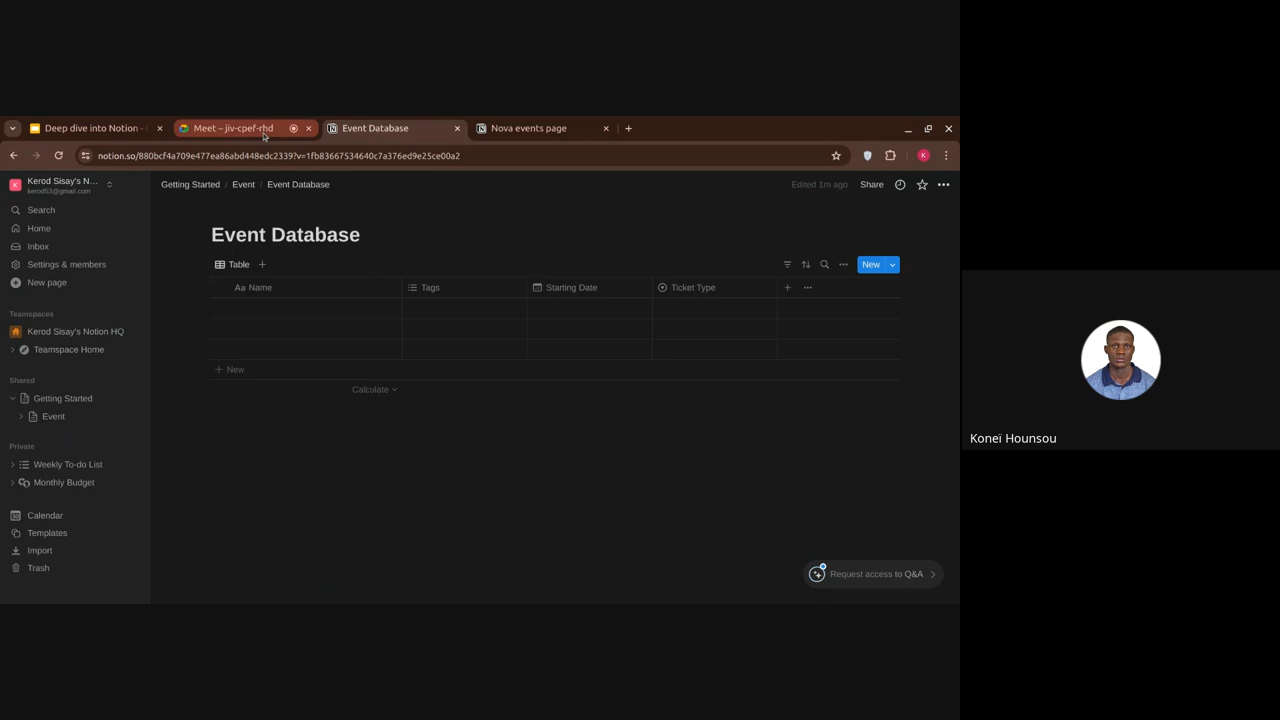 Deep dive into Notion -
Meet – jiv-cpef-rhd
Event Database
Nova events page
notion.so/880bcf4a709e477ea86abd448edc2339?v=1fb83667534640c7a376ed9e25ce00a2
K
K
Kerod Sisay's N...
kerod53@gmail.com
Getting Started / Event / Event Database
Edited 1m ago
Share
Search
Home
Inbox
Settings & members
New page
Teamspaces
Kerod Sisay's Notion HQ
Teamspace Home
Shared
Getting Started
Event
Private
Weekly To-do List
Monthly Budget
Calendar
Templates
Import
Trash
Event Database
Table
New
Aa Name
Tags
Starting Date
Ticket Type
+ New
Calculate
Request access to Q&A
Koneï Hounsou